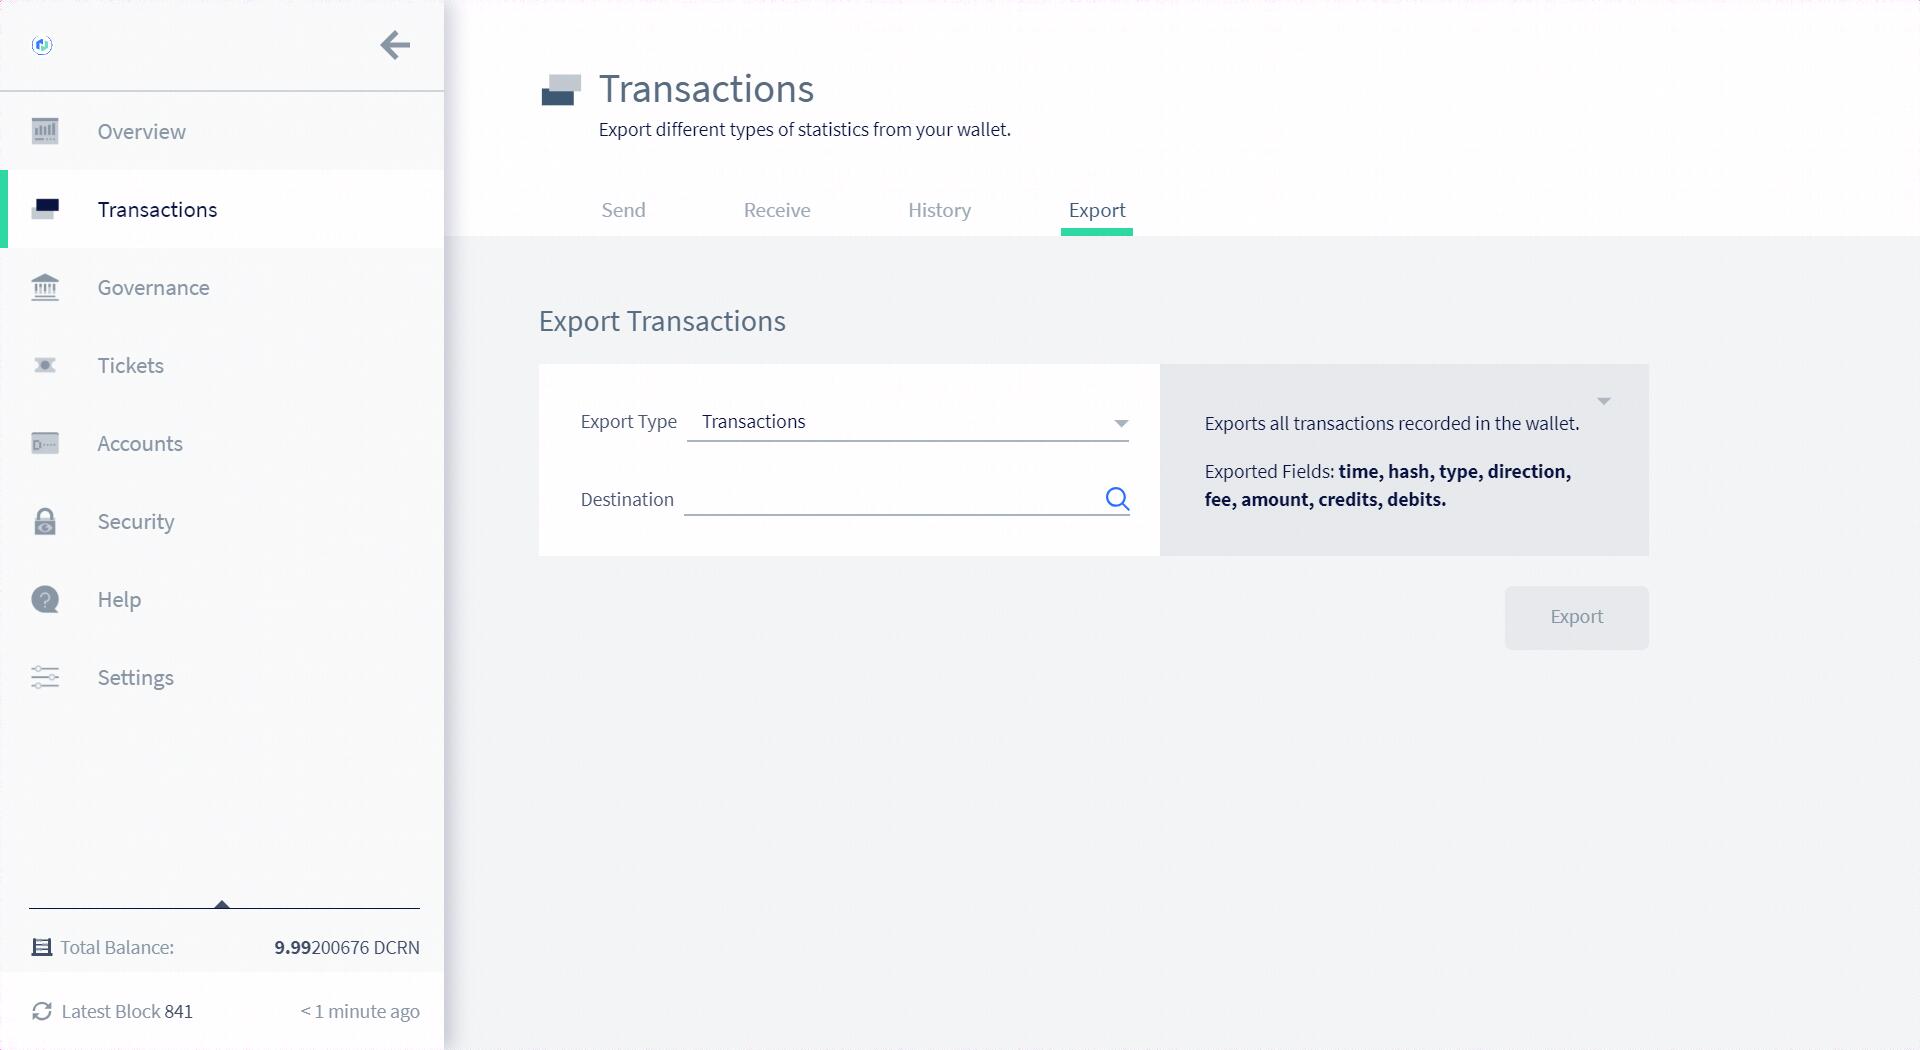 Overview
Transactions
Governance
Tickets
Accounts
Security
Help
Settings
Total Balance: 9.99200676 DCRN
Latest Block 841 < 1 minute ago
Transactions
Export different types of statistics from your wallet.
Send Receive History Export
Export Transactions
Export Type Transactions
Destination
Exports all transactions recorded in the wallet.
Exported Fields: time, hash, type, direction,
fee, amount, credits, debits.
Export